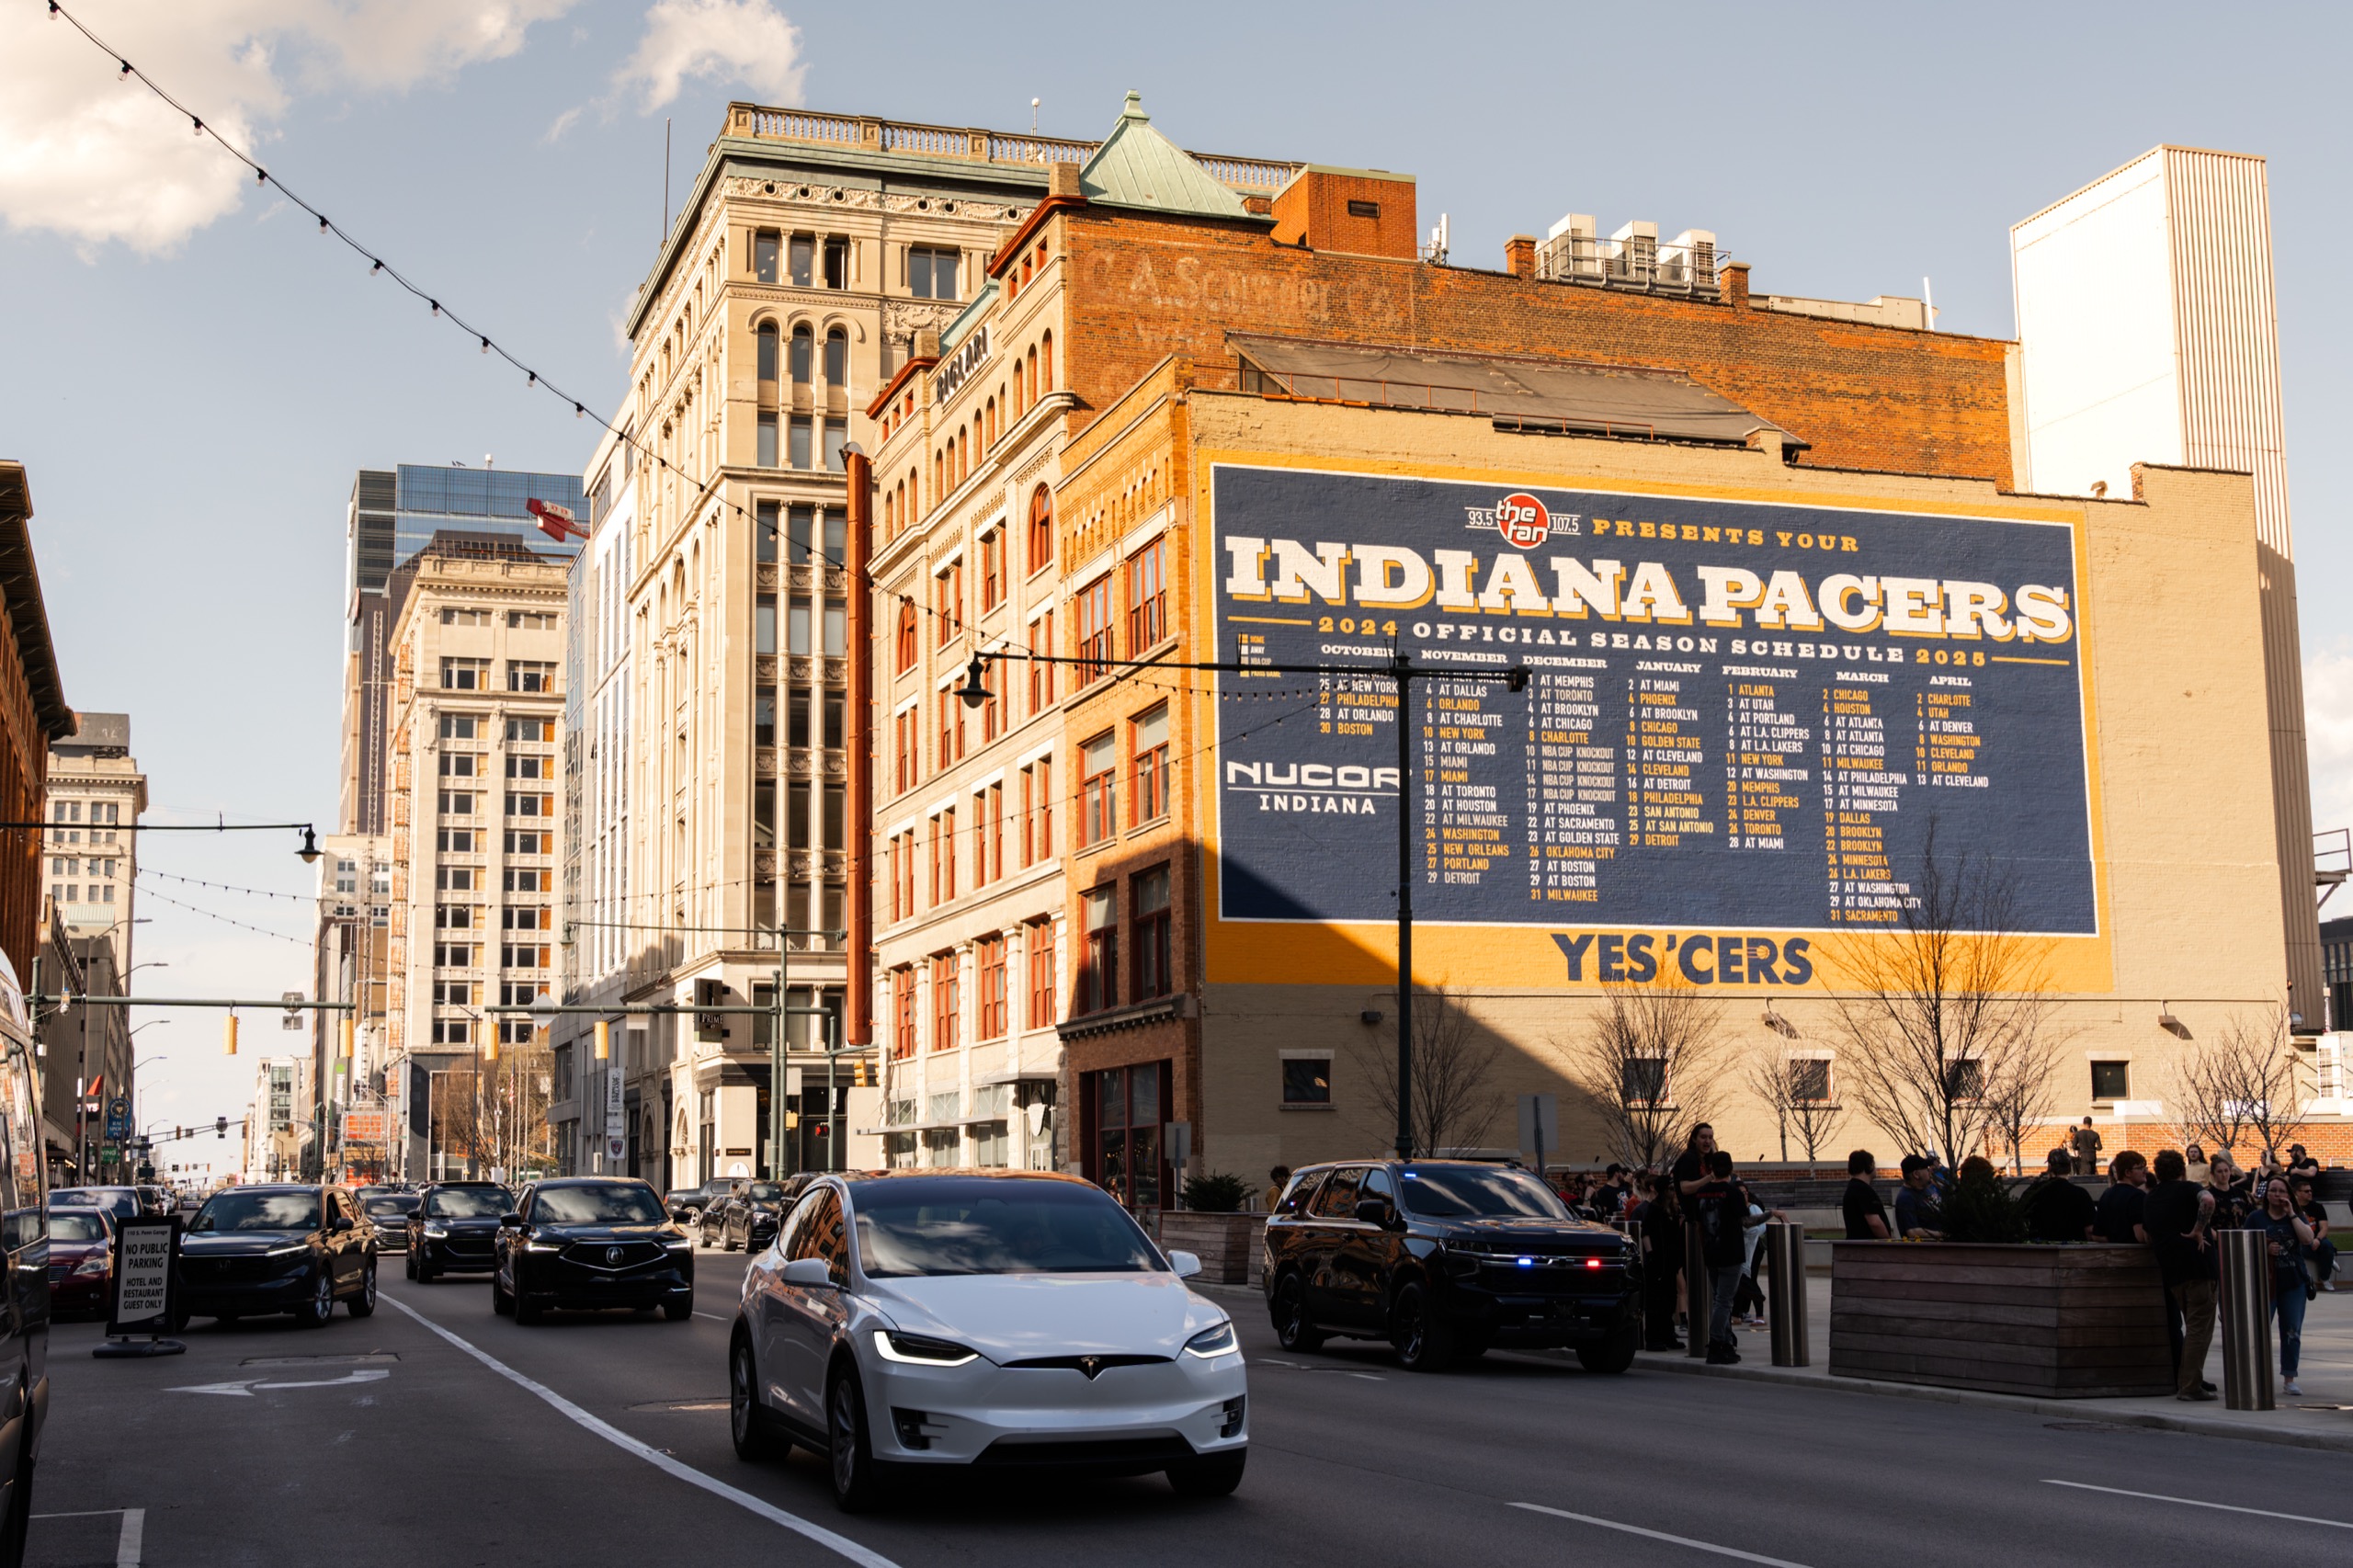 C.A. Schnabel Co.
BIGLARI
93.5 the fan 107.5 PRESENTS YOUR
INDIANA PACERS
2024 OFFICIAL SEASON SCHEDULE 2025
HOME
AWAY
NBA CUP
OCTOBER
25 AT NEW YORK
27 PHILADELPHIA
28 AT ORLANDO
30 BOSTON
NOVEMBER
4 AT DALLAS
6 ORLANDO
8 AT CHARLOTTE
10 NEW YORK
13 AT ORLANDO
15 MIAMI
17 MIAMI
18 AT TORONTO
20 AT HOUSTON
22 AT MILWAUKEE
24 WASHINGTON
25 NEW ORLEANS
27 PORTLAND
29 DETROIT
DECEMBER
1 AT MEMPHIS
3 AT TORONTO
4 AT BROOKLYN
6 AT CHICAGO
8 CHARLOTTE
10 NBA CUP KNOCKOUT
11 NBA CUP KNOCKOUT
14 NBA CUP KNOCKOUT
17 NBA CUP KNOCKOUT
19 AT PHOENIX
22 AT SACRAMENTO
23 AT GOLDEN STATE
26 OKLAHOMA CITY
27 AT BOSTON
29 AT BOSTON
31 MILWAUKEE
JANUARY
2 AT MIAMI
4 PHOENIX
6 AT BROOKLYN
8 CHICAGO
10 GOLDEN STATE
12 AT CLEVELAND
14 CLEVELAND
16 AT DETROIT
18 PHILADELPHIA
23 SAN ANTONIO
25 AT SAN ANTONIO
29 DETROIT
FEBRUARY
1 ATLANTA
3 AT UTAH
4 AT PORTLAND
6 AT L.A. CLIPPERS
8 AT L.A. LAKERS
11 NEW YORK
12 AT WASHINGTON
20 MEMPHIS
23 L.A. CLIPPERS
24 DENVER
26 TORONTO
28 AT MIAMI
MARCH
2 CHICAGO
4 HOUSTON
6 AT ATLANTA
8 AT ATLANTA
10 AT CHICAGO
11 MILWAUKEE
14 AT PHILADELPHIA
15 AT MILWAUKEE
17 AT MINNESOTA
19 DALLAS
20 BROOKLYN
22 BROOKLYN
24 MINNESOTA
26 L.A. LAKERS
27 AT WASHINGTON
29 AT OKLAHOMA CITY
31 SACRAMENTO
APRIL
2 CHARLOTTE
4 UTAH
6 AT DENVER
8 WASHINGTON
10 CLEVELAND
11 ORLANDO
13 AT CLEVELAND
NUCOR
INDIANA
YES 'CERS
PRIME
NO PUBLIC
PARKING
HOTEL AND
RESTAURANT
GUEST ONLY